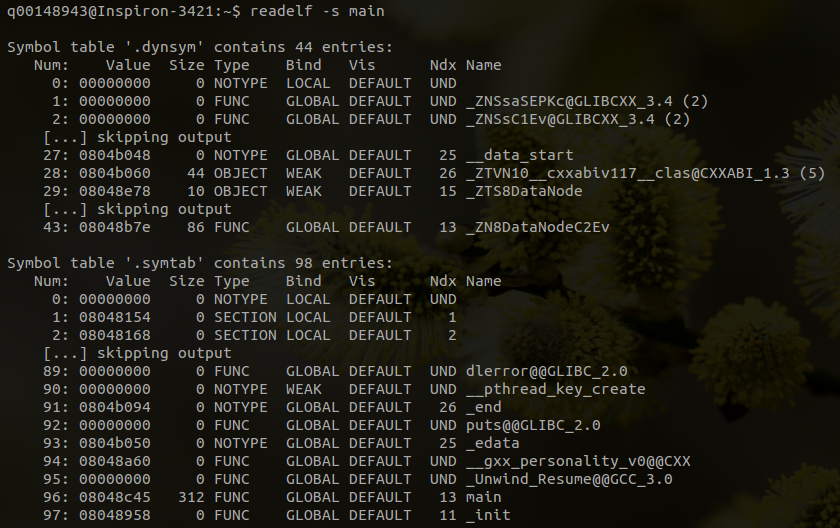 q00148943@Inspiron-3421:~$ readelf -s main

Symbol table '.dynsym' contains 44 entries:
   Num:    Value  Size Type    Bind   Vis      Ndx Name
     0: 00000000     0 NOTYPE  LOCAL  DEFAULT  UND
     1: 00000000     0 FUNC    GLOBAL DEFAULT  UND _ZNSsaSEPKc@GLIBCXX_3.4 (2)
     2: 00000000     0 FUNC    GLOBAL DEFAULT  UND _ZNSsC1Ev@GLIBCXX_3.4 (2)
    [...] skipping output
    27: 0804b048     0 NOTYPE  GLOBAL DEFAULT   25 __data_start
    28: 0804b060    44 OBJECT  WEAK   DEFAULT   26 _ZTVN10__cxxabiv117__clas@CXXABI_1.3 (5)
    29: 08048e78    10 OBJECT  WEAK   DEFAULT   15 _ZTS8DataNode
    [...] skipping output
    43: 08048b7e    86 FUNC    GLOBAL DEFAULT   13 _ZN8DataNodeC2Ev

Symbol table '.symtab' contains 98 entries:
   Num:    Value  Size Type    Bind   Vis      Ndx Name
     0: 00000000     0 NOTYPE  LOCAL  DEFAULT  UND
     1: 08048154     0 SECTION LOCAL  DEFAULT    1
     2: 08048168     0 SECTION LOCAL  DEFAULT    2
    [...] skipping output
    89: 00000000     0 FUNC    GLOBAL DEFAULT  UND dlerror@@GLIBC_2.0
    90: 00000000     0 NOTYPE  WEAK   DEFAULT  UND __pthread_key_create
    91: 0804b094     0 NOTYPE  GLOBAL DEFAULT   26 _end
    92: 00000000     0 FUNC    GLOBAL DEFAULT  UND puts@@GLIBC_2.0
    93: 0804b050     0 NOTYPE  GLOBAL DEFAULT   25 _edata
    94: 08048a60     0 FUNC    GLOBAL DEFAULT  UND __gxx_personality_v0@@CXX
    95: 00000000     0 FUNC    GLOBAL DEFAULT  UND _Unwind_Resume@@GCC_3.0
    96: 08048c45   312 FUNC    GLOBAL DEFAULT   13 main
    97: 08048958     0 FUNC    GLOBAL DEFAULT   11 _init